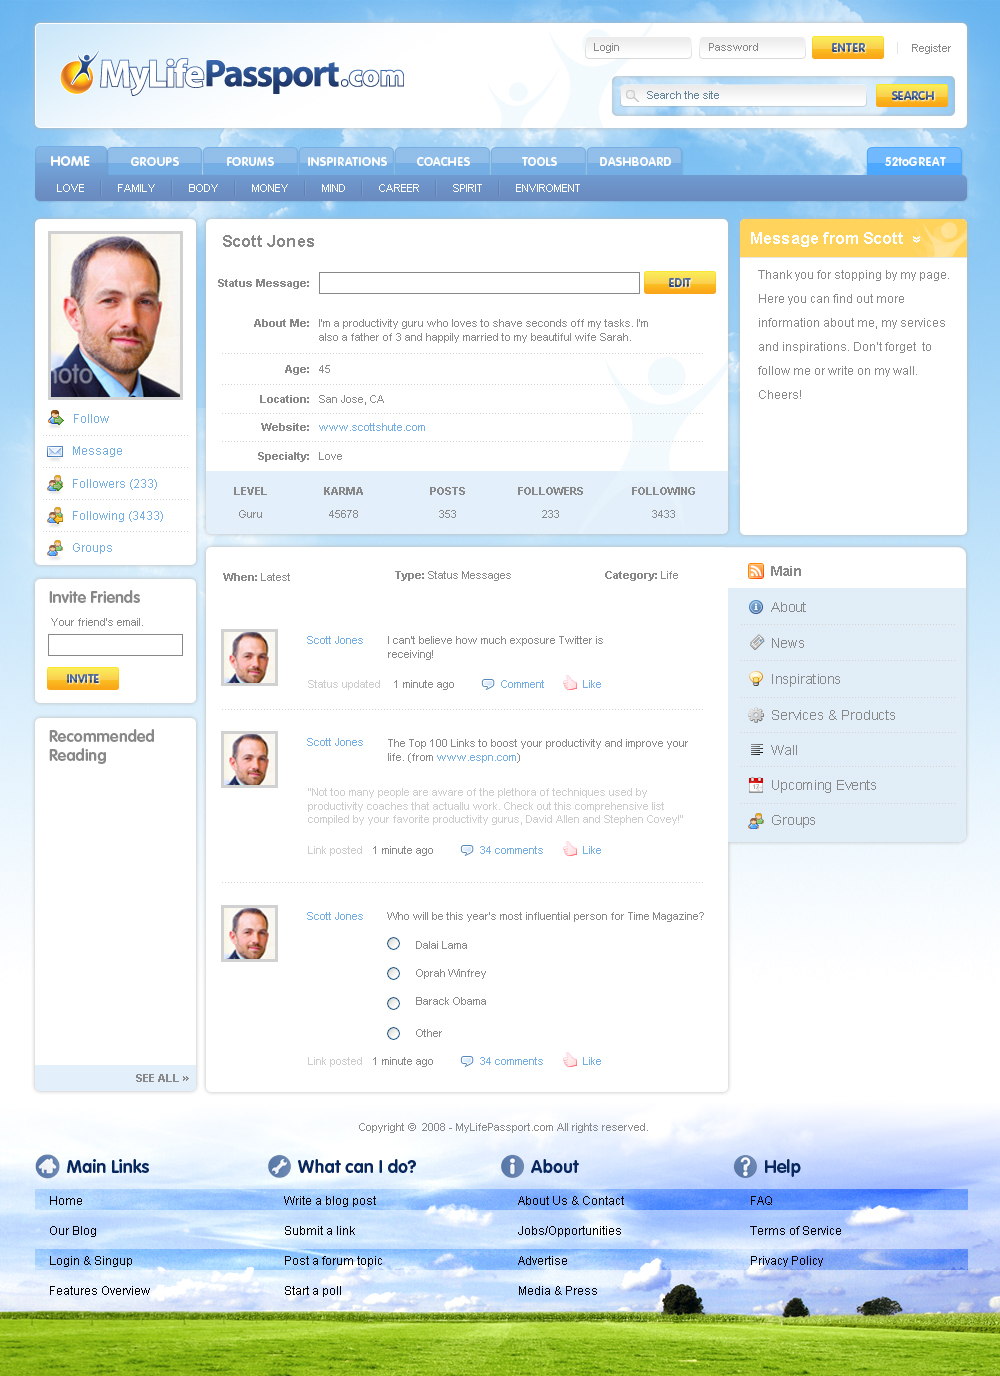 Login
Password
ENTER
Register
MyLifePassport.com
Search the site
SEARCH
HOME
GROUPS
FORUMS
INSPIRATIONS
COACHES
TOOLS
DASHBOARD
52toGREAT
LOVE
FAMILY
BODY
MONEY
MIND
CAREER
SPIRIT
ENVIROMENT
hoto
Follow
Message
Followers (233)
Following (3433)
Groups
Invite Friends
Your friend's email.
INVITE
Recommended
Reading
SEE ALL »
Scott Jones
Status Message:
EDIT
About Me: I'm a productivity guru who loves to shave seconds off my tasks. I'm
also a father of 3 and happily married to my beautiful wife Sarah.
Age: 45
Location: San Jose, CA
Website: www.scottshute.com
Specialty: Love
LEVEL KARMA POSTS FOLLOWERS FOLLOWING
Guru 45678 353 233 3433
Message from Scott
Thank you for stopping by my page.
Here you can find out more
information about me, my services
and inspirations. Don't forget to
follow me or write on my wall.
Cheers!
When: Latest
Type: Status Messages
Category: Life
Scott Jones
I can't believe how much exposure Twitter is
receiving!
Status updated 1 minute ago Comment Like
Scott Jones
The Top 100 Links to boost your productivity and improve your
life. (from www.espn.com)
"Not too many people are aware of the plethora of techniques used by
productivity coaches that actuallu work. Check out this comprehensive list
compiled by your favorite productivity gurus, David Allen and Stephen Covey!"
Link posted 1 minute ago 34 comments Like
Scott Jones
Who will be this year's most influential person for Time Magazine?
Dalai Lama
Oprah Winfrey
Barack Obama
Other
Link posted 1 minute ago 34 comments Like
Main
About
News
Inspirations
Services & Products
Wall
Upcoming Events
Groups
Copyright © 2008 - MyLifePassport.com All rights reserved.
Main Links
Home
Our Blog
Login & Singup
Features Overview
What can I do?
Write a blog post
Submit a link
Post a forum topic
Start a poll
About
About Us & Contact
Jobs/Opportunities
Advertise
Media & Press
Help
FAQ
Terms of Service
Privacy Policy